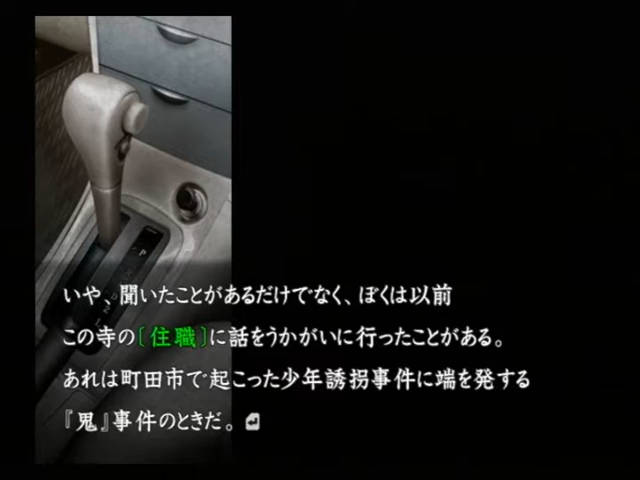 いや、聞いたことがあるだけでなく、ぼくは以前
この寺の〔住職〕に話をうかがいに行ったことがある。
あれは町田市で起こった少年誘拐事件に端を発する
『鬼』事件のときだ。